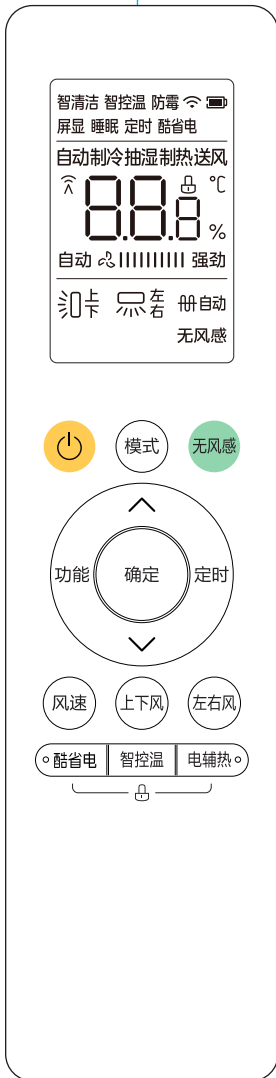 智清洁 智控温 防霉
屏显 睡眠 定时 酷省电
自动制冷抽湿制热送风
88.8 °C %
自动 强劲
上下 左右 自动
无风感
模式 无风感
功能 确定 定时
风速 上下风 左右风
酷省电 智控温 电辅热